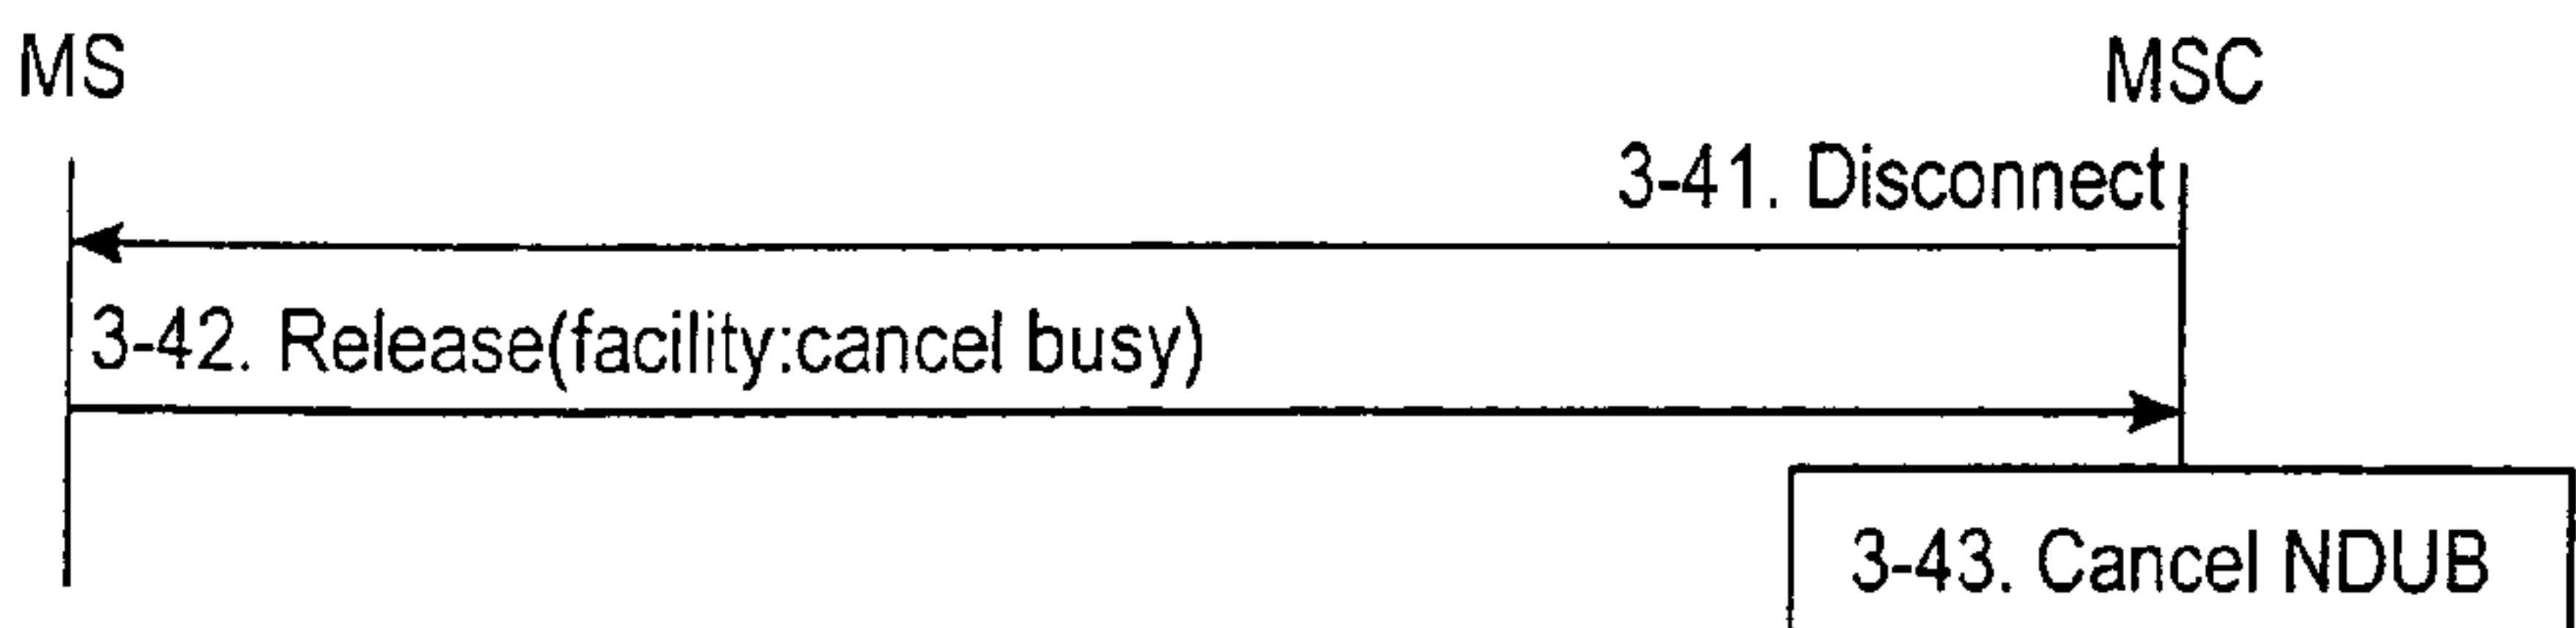 MS
MSC
3-41. Disconnect
3-42. Release(facility:cancel busy)
3-43. Cancel NDUB